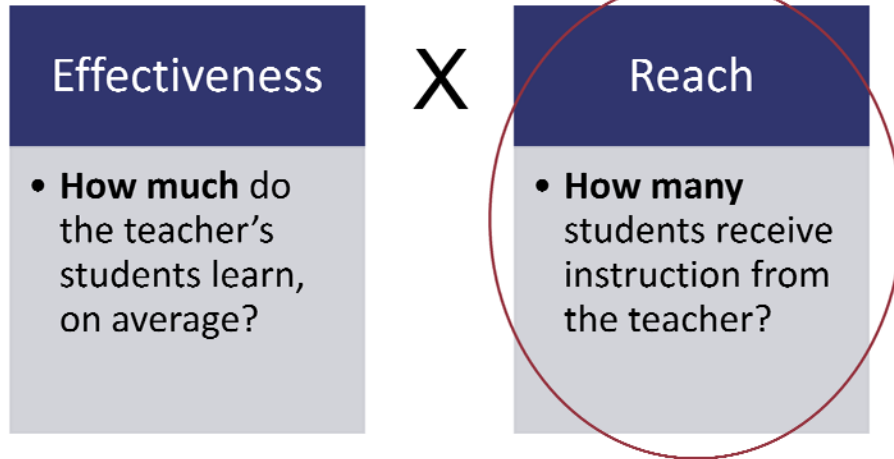 Effectiveness
X
Reach
• How much do
the teacher's
students learn,
on average?
• How many
students receive
instruction from
the teacher?